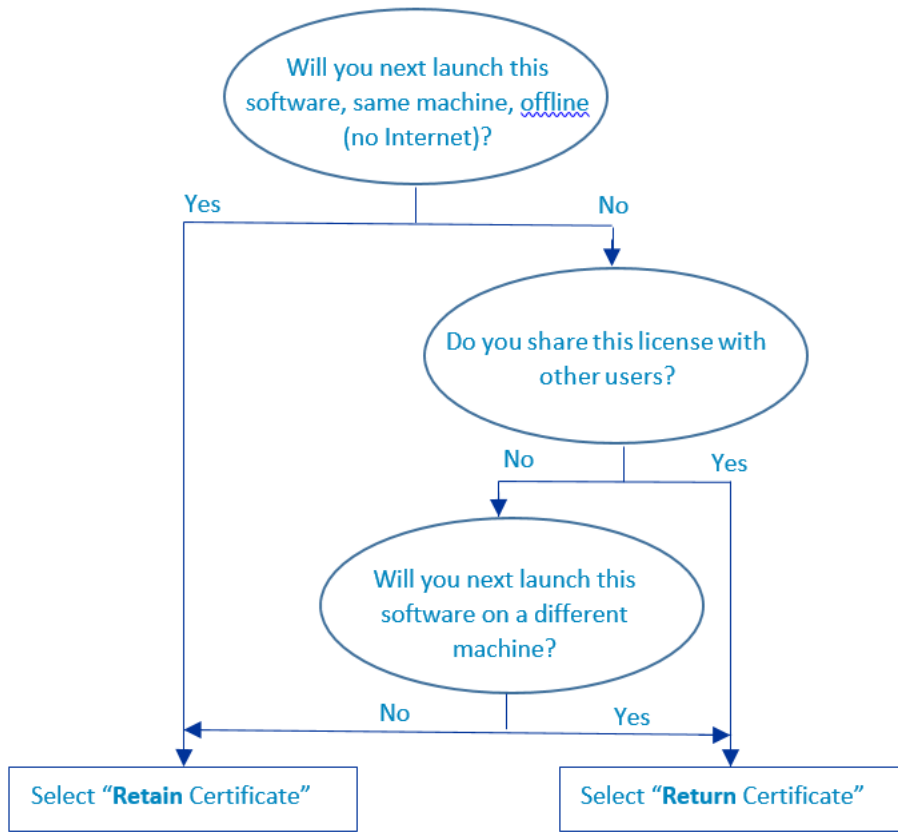 Will you next launch this
software, same machine, offline
(no Internet)?
Yes
No
Do you share this license with
other users?
No
Yes
Will you next launch this
software on a different
machine?
No
Yes
Select “Retain Certificate”
Select “Return Certificate”